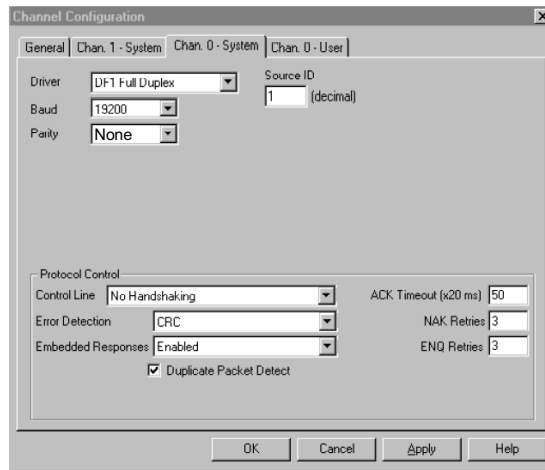 Channel Configuration
General Chan. 1 - System Chan. 0 - System Chan. 0 - User
Driver DF1 Full Duplex Source ID
1 (decimal)
Baud 19200
Parity None
Protocol Control
Control Line No Handshaking ACK Timeout (x20 ms) 50
Error Detection CRC NAK Retries 3
Embedded Responses Enabled ENQ Retries 3
Duplicate Packet Detect
OK Cancel Apply Help